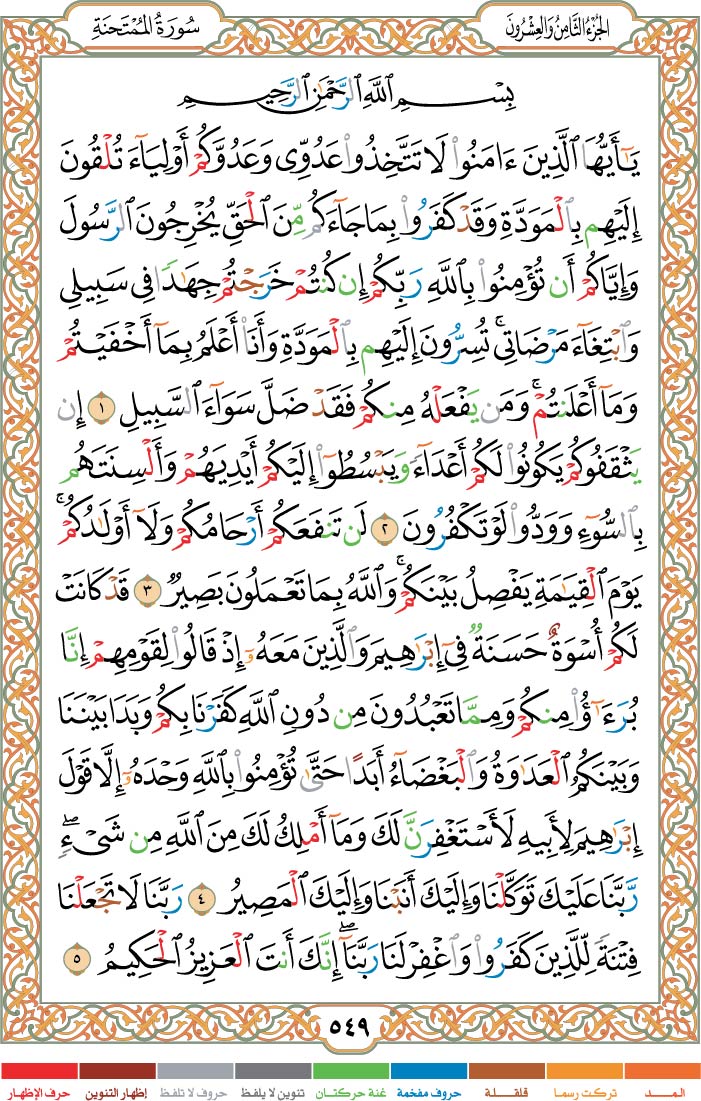 الجُزْءُ الثَّامِنُ وَالعِشْرُونَ
سُورَةُ المُمْتَحنَةِ
بِسْمِ ٱللَّهِ ٱلرَّحْمَٰنِ ٱلرَّحِيمِ
يَٰٓأَيُّهَا ٱلَّذِينَ ءَامَنُوا۟ لَا تَتَّخِذُوا۟ عَدُوِّى وَعَدُوَّكُمْ أَوْلِيَآءَ تُلْقُونَ
إِلَيْهِم بِٱلْمَوَدَّةِ وَقَدْ كَفَرُوا۟ بِمَا جَآءَكُم مِّنَ ٱلْحَقِّ يُخْرِجُونَ ٱلرَّسُولَ
وَإِيَّاكُمْ أَن تُؤْمِنُوا۟ بِٱللَّهِ رَبِّكُمْ إِن كُنتُمْ خَرَجْتُمْ جِهَٰدًا فِى سَبِيلِى
وَٱبْتِغَآءَ مَرْضَاتِى ۚ تُسِرُّونَ إِلَيْهِم بِٱلْمَوَدَّةِ وَأَنَا۠ أَعْلَمُ بِمَآ أَخْفَيْتُمْ
وَمَآ أَعْلَنتُمْ ۚ وَمَن يَفْعَلْهُ مِنكُمْ فَقَدْ ضَلَّ سَوَآءَ ٱلسَّبِيلِ ١ إِن
يَثْقَفُوكُمْ يَكُونُوا۟ لَكُمْ أَعْدَآءً وَيَبْسُطُوٓا۟ إِلَيْكُمْ أَيْدِيَهُمْ وَأَلْسِنَتَهُم
بِٱلسُّوٓءِ وَوَدُّوا۟ لَوْ تَكْفُرُونَ ٢ لَن تَنفَعَكُمْ أَرْحَامُكُمْ وَلَآ أَوْلَٰدُكُمْ ۚ
يَوْمَ ٱلْقِيَٰمَةِ يَفْصِلُ بَيْنَكُمْ ۚ وَٱللَّهُ بِمَا تَعْمَلُونَ بَصِيرٌ ٣ قَدْ كَانَتْ
لَكُمْ أُسْوَةٌ حَسَنَةٌ فِىٓ إِبْرَٰهِيمَ وَٱلَّذِينَ مَعَهُۥٓ إِذْ قَالُوا۟ لِقَوْمِهِمْ إِنَّا
بُرَءَٰٓؤُا۟ مِنكُمْ وَمِمَّا تَعْبُدُونَ مِن دُونِ ٱللَّهِ كَفَرْنَا بِكُمْ وَبَدَا بَيْنَنَا
وَبَيْنَكُمُ ٱلْعَدَٰوَةُ وَٱلْبَغْضَآءُ أَبَدًا حَتَّىٰ تُؤْمِنُوا۟ بِٱللَّهِ وَحْدَهُۥٓ إِلَّا قَوْلَ
إِبْرَٰهِيمَ لِأَبِيهِ لَأَسْتَغْفِرَنَّ لَكَ وَمَآ أَمْلِكُ لَكَ مِنَ ٱللَّهِ مِن شَىْءٍ ۖ
رَّبَّنَا عَلَيْكَ تَوَكَّلْنَا وَإِلَيْكَ أَنَبْنَا وَإِلَيْكَ ٱلْمَصِيرُ ٤ رَبَّنَا لَا تَجْعَلْنَا
فِتْنَةً لِّلَّذِينَ كَفَرُوا۟ وَٱغْفِرْ لَنَا رَبَّنَآ ۖ إِنَّكَ أَنتَ ٱلْعَزِيزُ ٱلْحَكِيمُ ٥
٥٤٩
المـــد تركت رسما قلقـلة حروف مفخمة غنة حركتان تنوين لا يلفظ حروف لا تلفظ إظهار التنوين حرف الإظهار